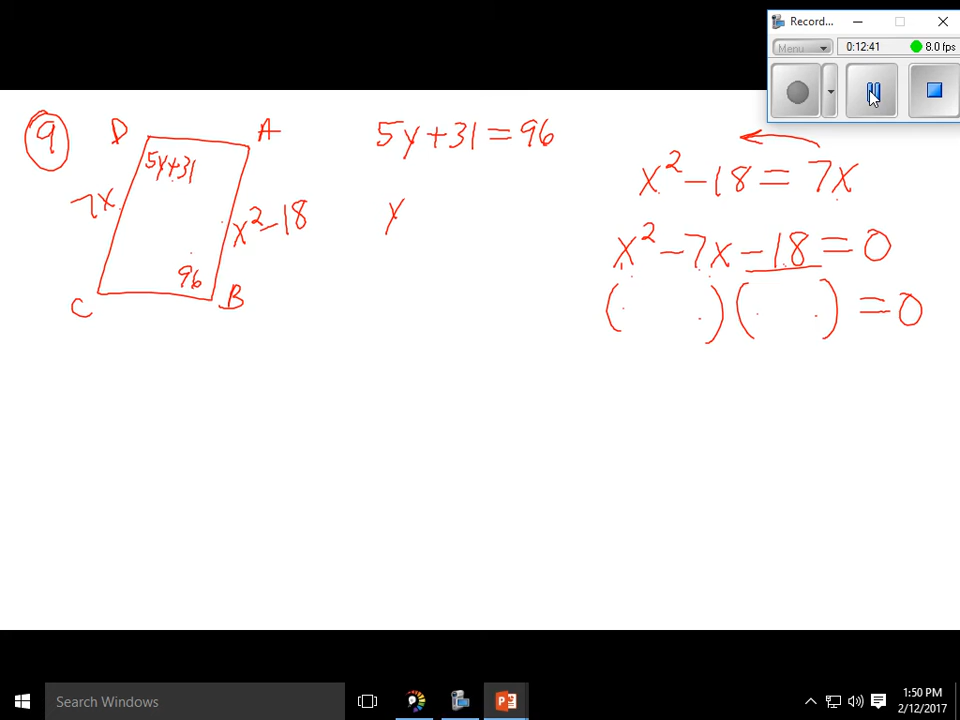 Record...
Menu
0:12:41
8.0 fps
9
D
A
5y+31
7x
x²-18
96
C
B
5y+31=96
y
x²-18=7x
x²-7x-18=0
( )( )=0
Search Windows
1:50 PM
2/12/2017